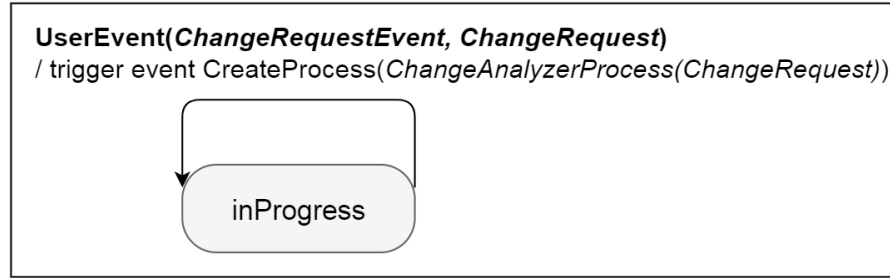 UserEvent(ChangeRequestEvent, ChangeRequest)
/ trigger event CreateProcess(ChangeAnalyzerProcess(ChangeRequest))
inProgress